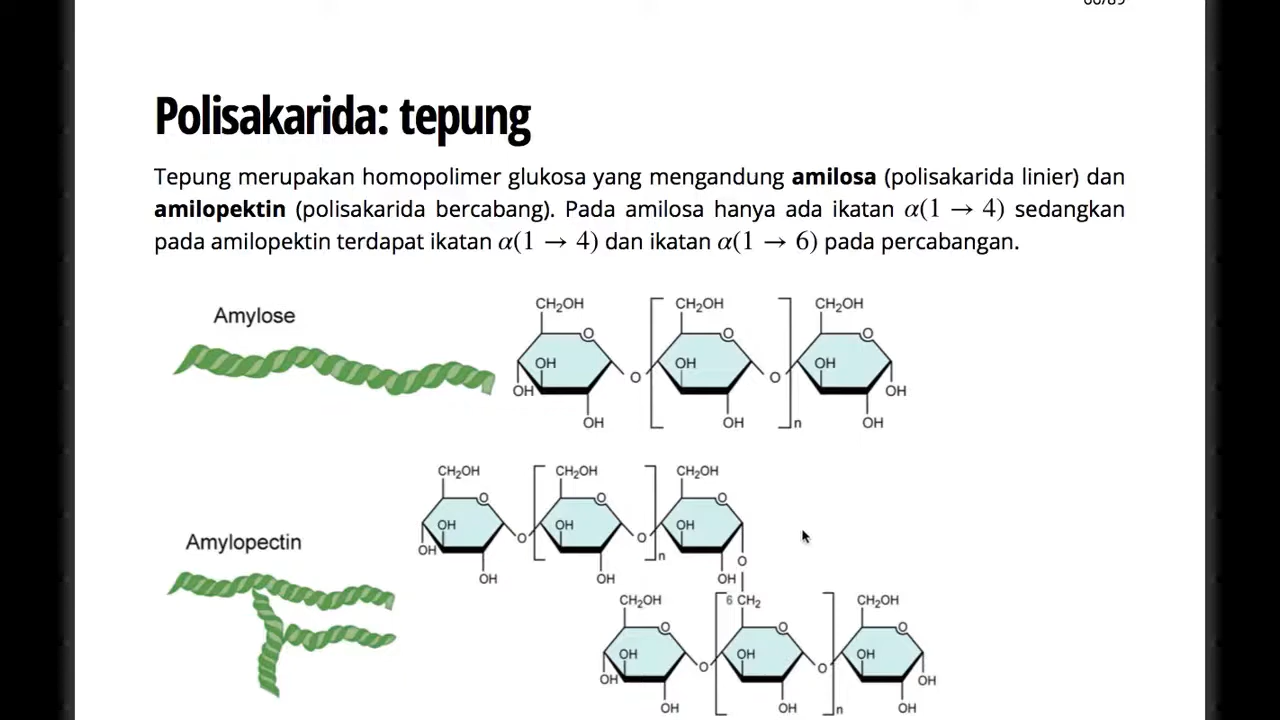 Polisakarida: tepung
Tepung merupakan homopolimer glukosa yang mengandung amilosa (polisakarida linier) dan
amilopektin (polisakarida bercabang). Pada amilosa hanya ada ikatan α(1 → 4) sedangkan
pada amilopektin terdapat ikatan α(1 → 4) dan ikatan α(1 → 6) pada percabangan.
Amylose
CH₂OH CH₂OH CH₂OH
O O O
OH OH OH
OH O O OH
OH OH n OH
Amylopectin
CH₂OH CH₂OH CH₂OH
O O O
OH OH OH
OH O O n O
OH OH OH
CH₂OH 6 CH₂ CH₂OH
O O O
OH OH OH
OH O O OH
OH OH n OH